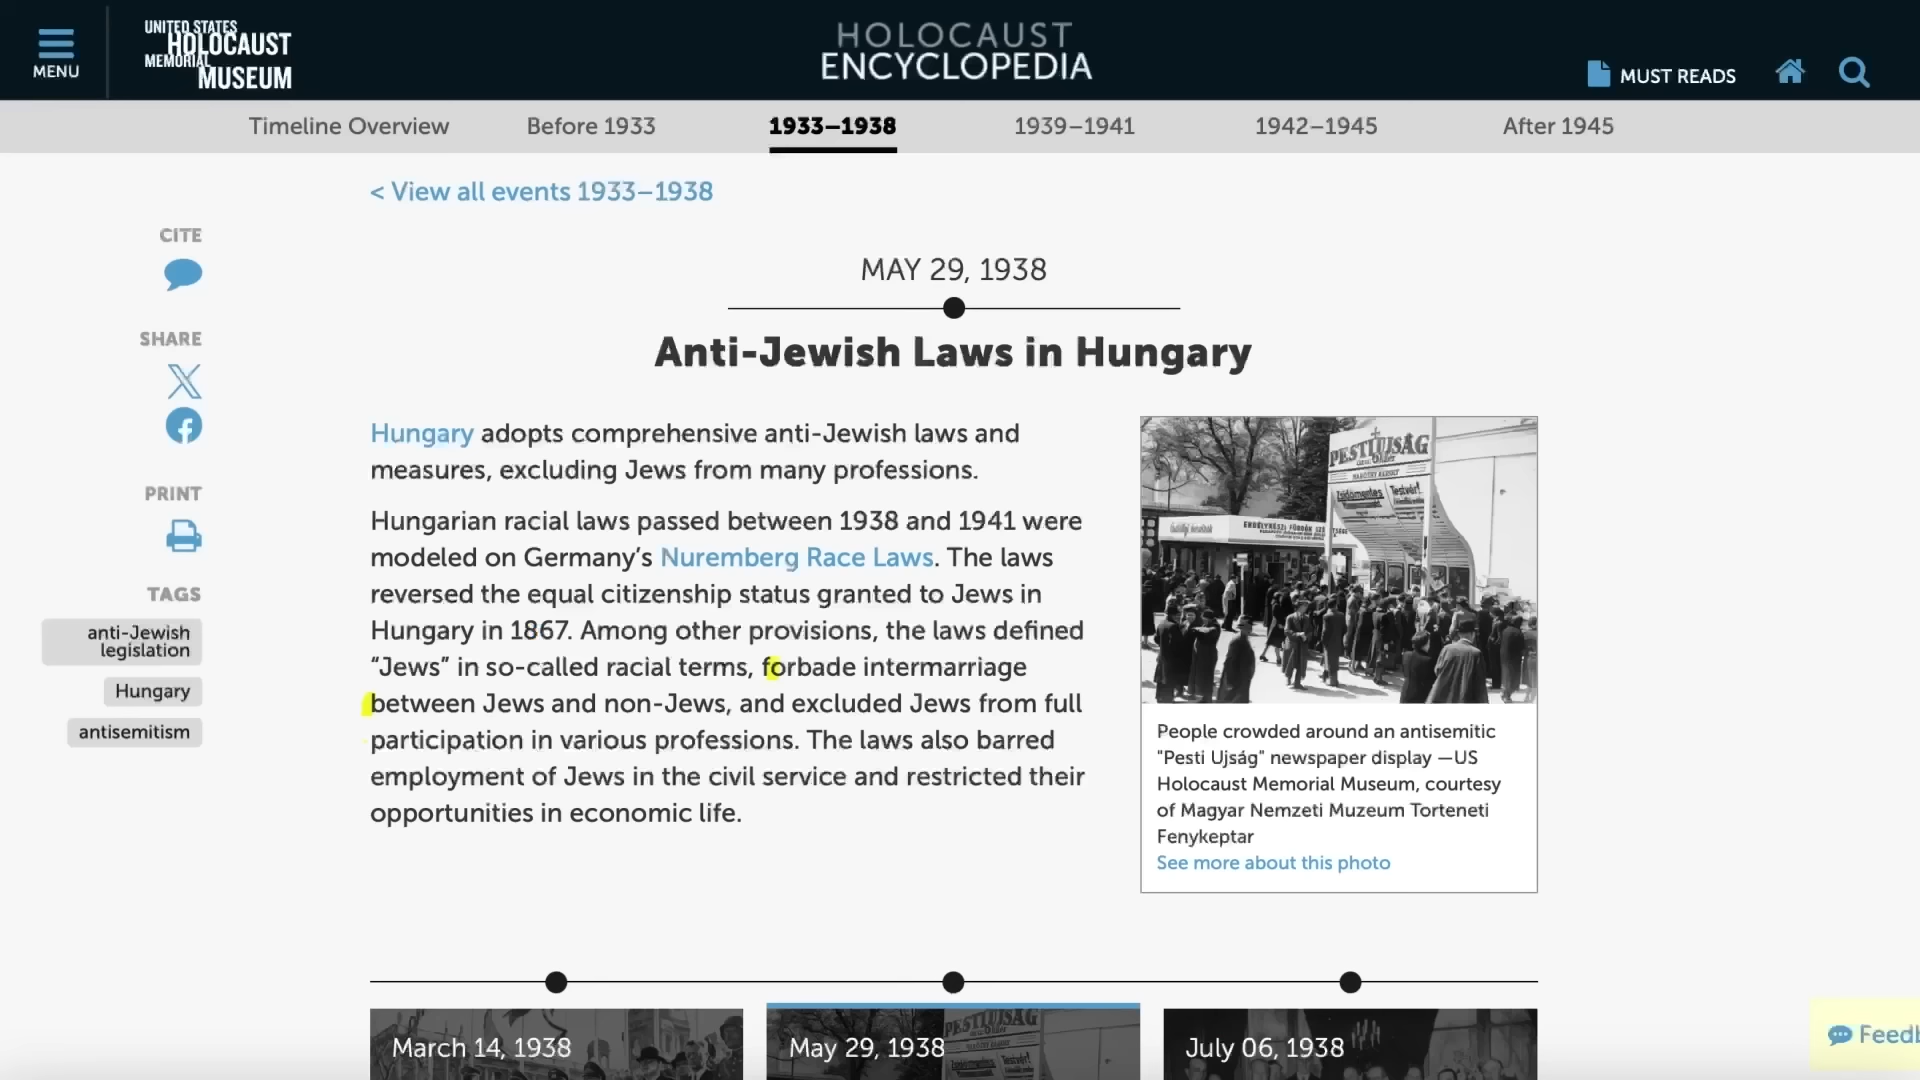 MENU
UNITED STATES
HOLOCAUST
MEMORIAL
MUSEUM
HOLOCAUST
ENCYCLOPEDIA
MUST READS
Timeline Overview
Before 1933
1933–1938
1939–1941
1942–1945
After 1945
< View all events 1933–1938
CITE
SHARE
PRINT
TAGS
anti-Jewish
legislation
Hungary
antisemitism
MAY 29, 1938
Anti-Jewish Laws in Hungary
Hungary adopts comprehensive anti-Jewish laws and
measures, excluding Jews from many professions.
Hungarian racial laws passed between 1938 and 1941 were
modeled on Germany’s Nuremberg Race Laws. The laws
reversed the equal citizenship status granted to Jews in
Hungary in 1867. Among other provisions, the laws defined
“Jews” in so-called racial terms, forbade intermarriage
between Jews and non-Jews, and excluded Jews from full
participation in various professions. The laws also barred
employment of Jews in the civil service and restricted their
opportunities in economic life.
PESTI UJSÁG
Testvér!
People crowded around an antisemitic
"Pesti Ujság" newspaper display —US
Holocaust Memorial Museum, courtesy
of Magyar Nemzeti Muzeum Torteneti
Fenykeptar
See more about this photo
March 14, 1938
May 29, 1938
PESTI UJSÁG
July 06, 1938
Feedb